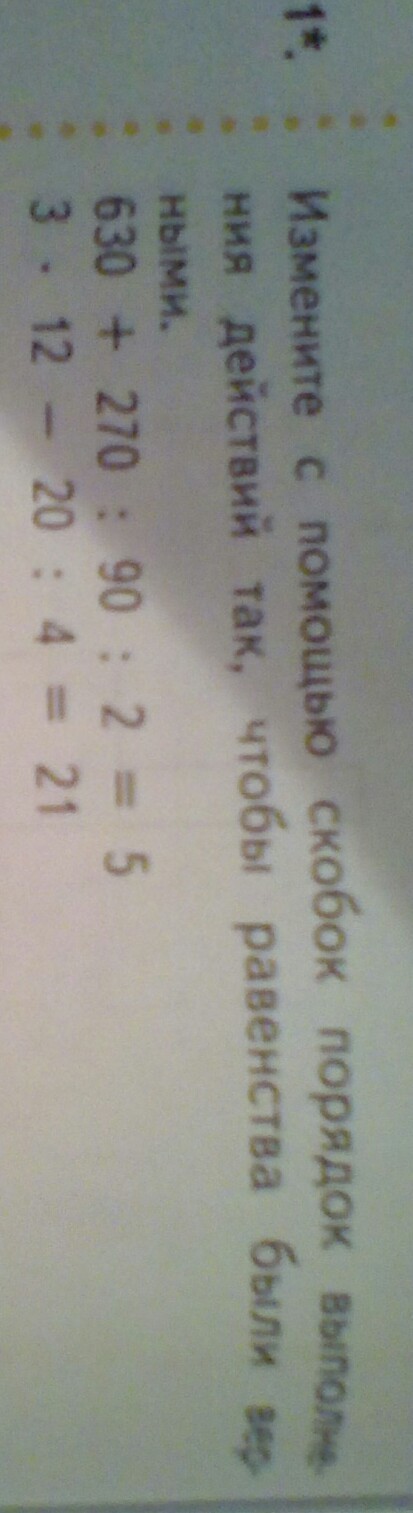 1*. Измените с помощью скобок порядок выполне-
ния действий так, чтобы равенства были вер-
ными.
630 + 270 : 90 : 2 = 5
3 · 12 − 20 : 4 = 21